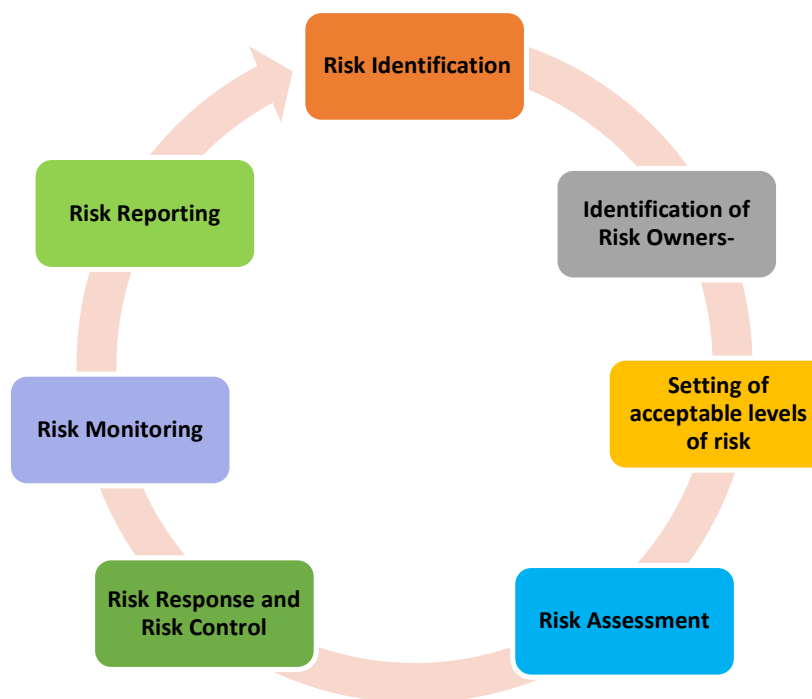 Risk Identification
Identification of
Risk Owners-
Setting of
acceptable levels
of risk
Risk Assessment
Risk Response and
Risk Control
Risk Monitoring
Risk Reporting